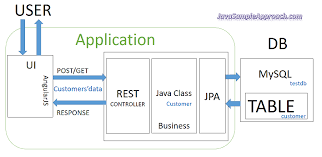 JavaSampleApproach.com
USER
Application
DB
UI
AngularJS
POST/GET
Customers'data
RESPONSE
REST
CONTROLLER
Java Class
Customer
Business
JPA
MySQL
testdb
TABLE
customer